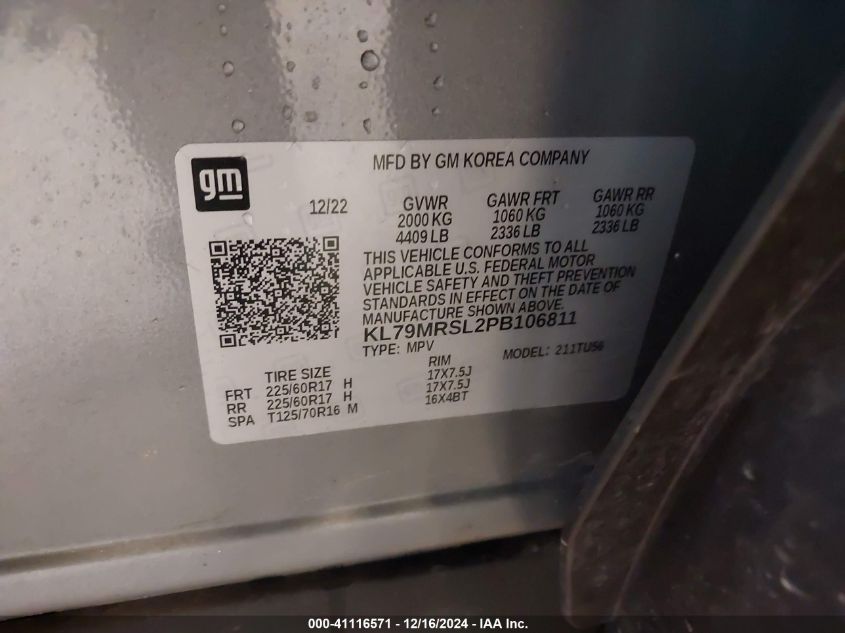 gm
MFD BY GM KOREA COMPANY
12/22
GVWR GAWR FRT GAWR RR
2000 KG 1060 KG 1060 KG
4409 LB 2336 LB 2336 LB
THIS VEHICLE CONFORMS TO ALL
APPLICABLE U.S. FEDERAL MOTOR
VEHICLE SAFETY AND THEFT PREVENTION
STANDARDS IN EFFECT ON THE DATE OF
MANUFACTURE SHOWN ABOVE.
KL79MRSL2PB106811
TYPE: MPV MODEL: 211TU56
TIRE SIZE RIM
FRT 225/60R17 H 17X7.5J
RR 225/60R17 H 17X7.5J
SPA T125/70R16 M 16X4BT
000-41116571 - 12/16/2024 - IAA Inc.